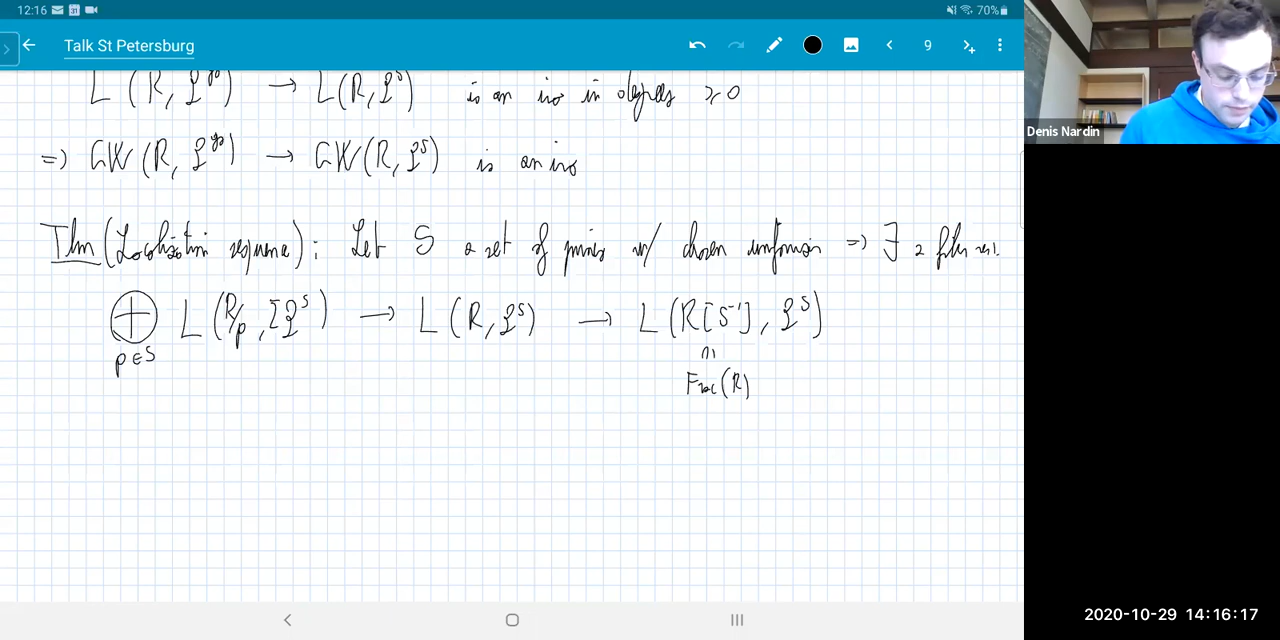 12:16
70%
Talk St Petersburg
9
L (R, Ϙ^gs) → L(R, Ϙ^s) is an iso in degrees ≥ 0
=> GW(R, Ϙ^gs) → GW(R, Ϙ^s) is an iso
Thm (Localization sequence): Let S a set of primes w/ chosen uniformizer => ∃ a fiber
⊕ L(R/p, Ϙ^s) → L(R, Ϙ^s) → L(R[S^-1], Ϙ^s)
p∈S
Frac(R)
Denis Nardin
2020-10-29 14:16:17